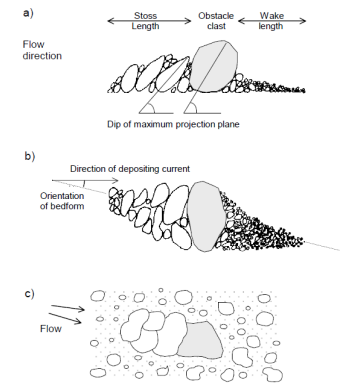 a)
Stoss
Length
Obstacle
clast
Wake
length
Flow
direction
Dip of maximum projection plane
b)
Direction of depositing current
Orientation
of bedform
c)
Flow